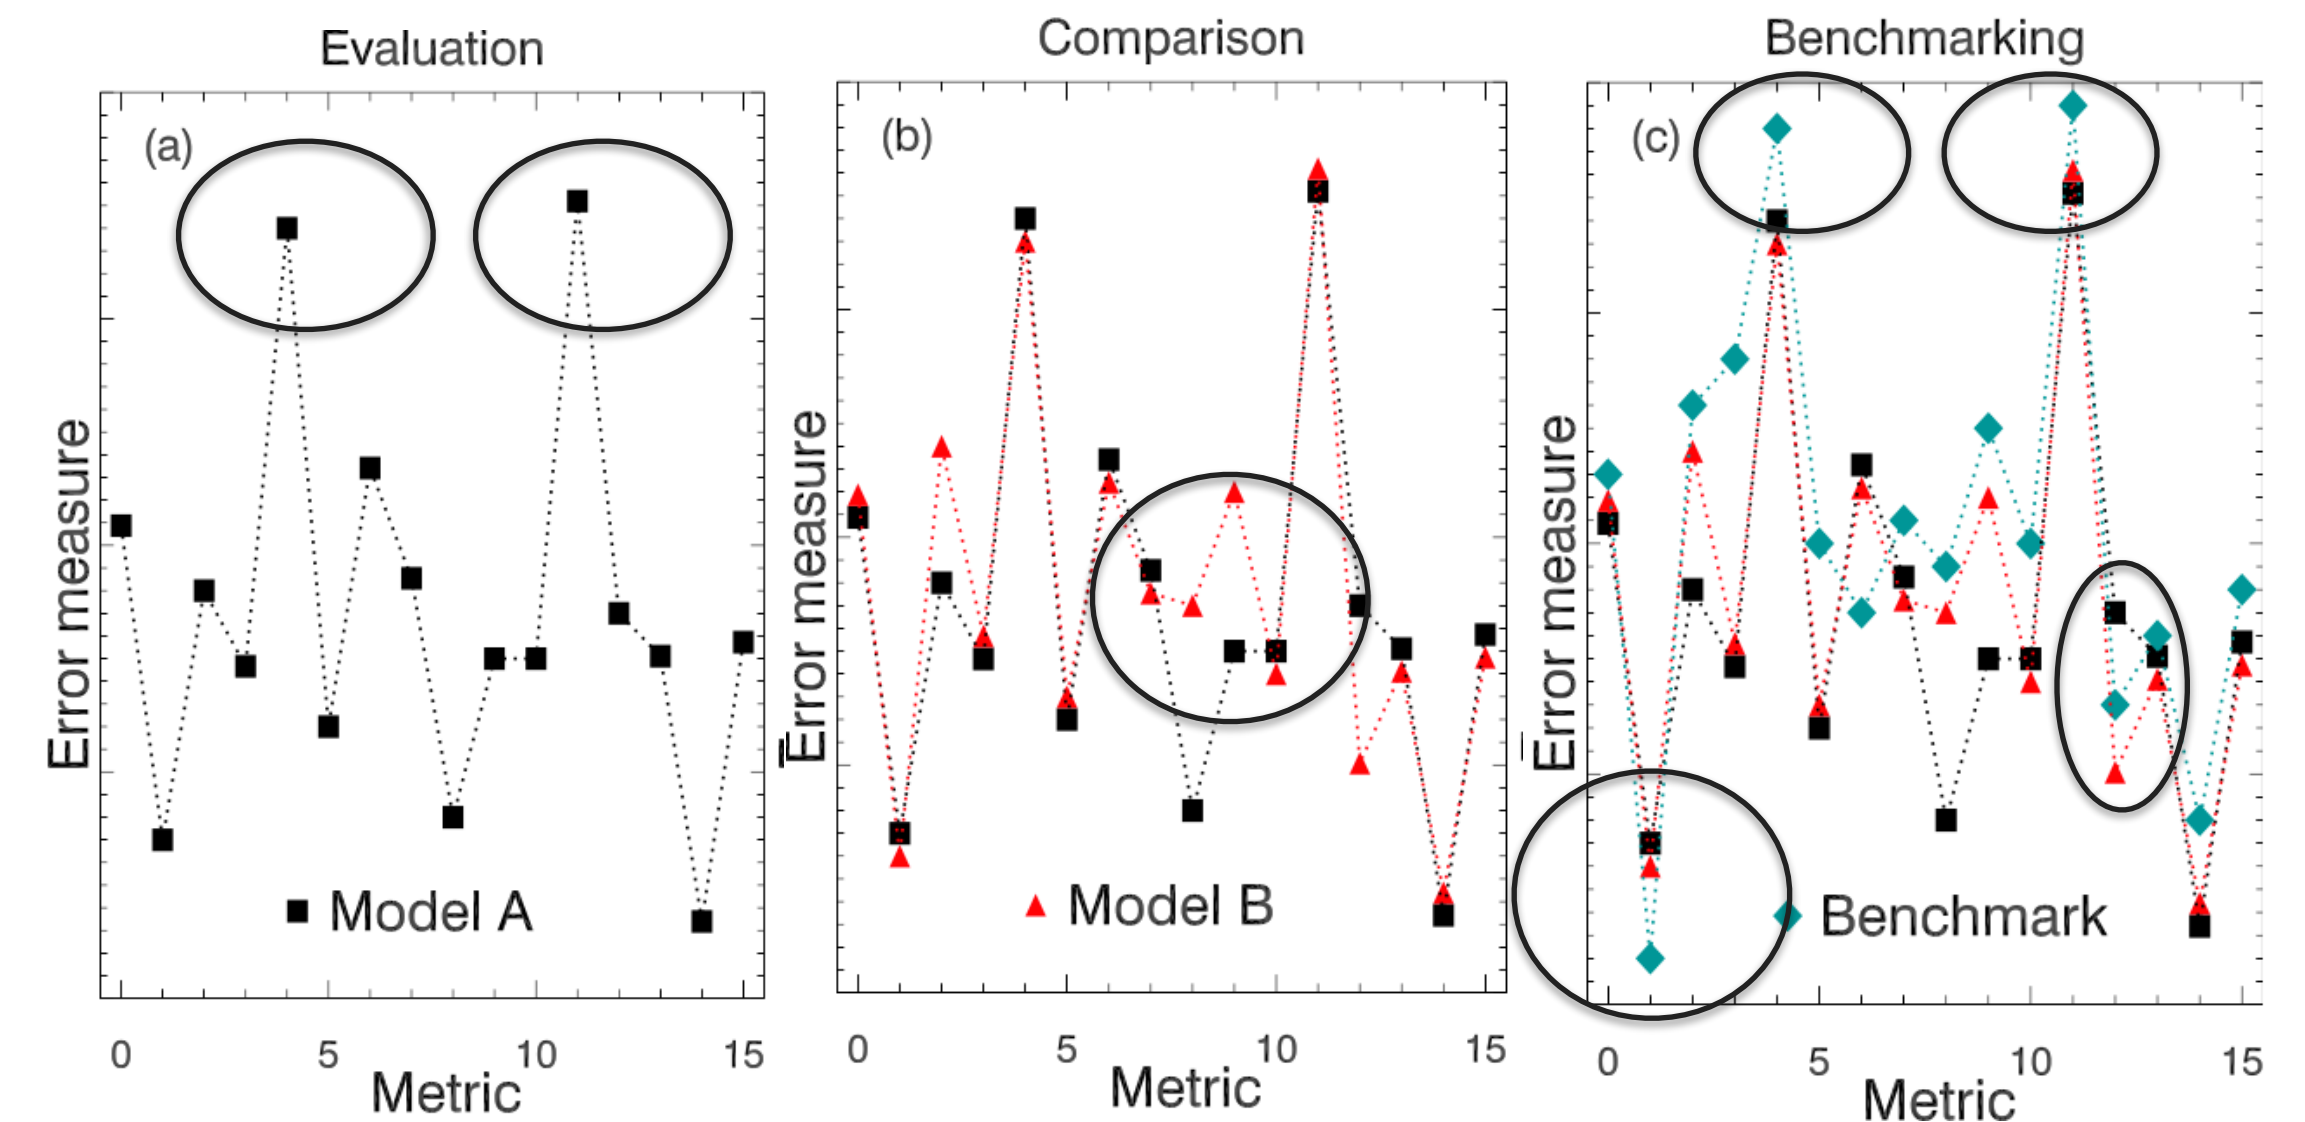 Evaluation
(a)
Error measure
Model A
0 5 10 15
Metric
Comparison
(b)
Error measure
Model B
0 5 10 15
Metric
Benchmarking
(c)
Error measure
Benchmark
0 5 10 15
Metric